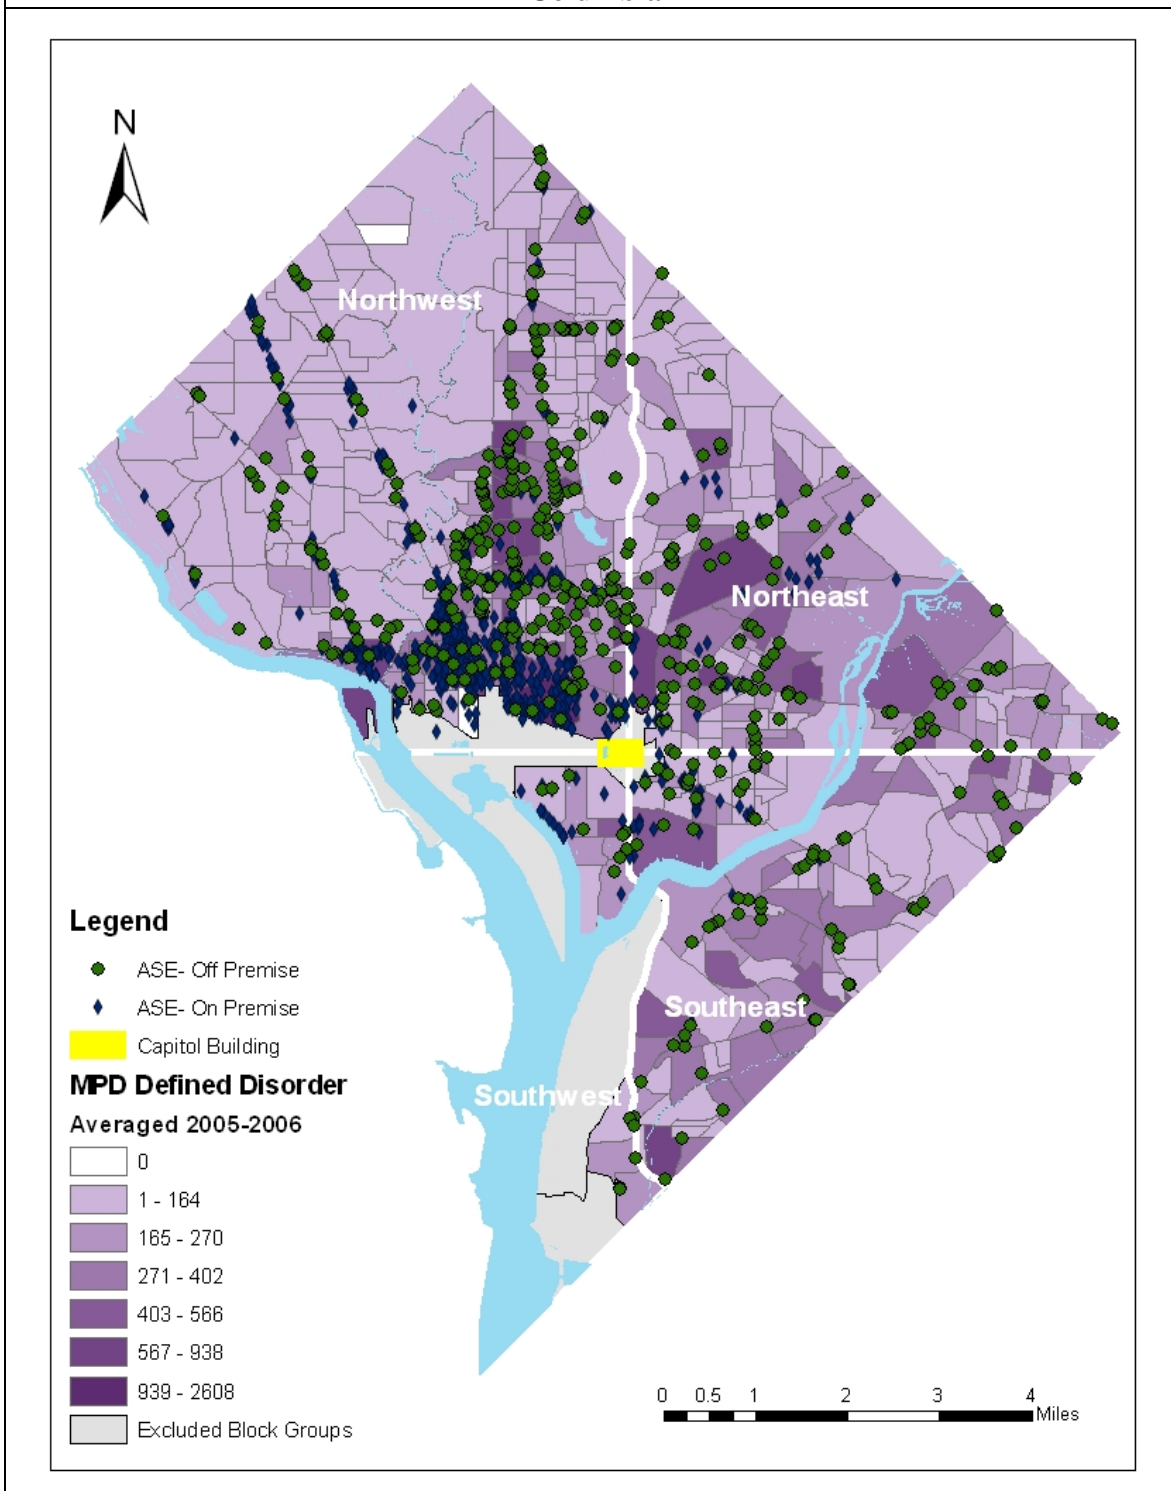 N
Northwest
Northeast
Southeast
Southwest
Legend
ASE- Off Premise
ASE- On Premise
Capitol Building
MPD Defined Disorder
Averaged 2005-2006
0
1 - 164
165 - 270
271 - 402
403 - 566
567 - 938
939 - 2608
Excluded Block Groups
0 0.5 1 2 3 4
Miles